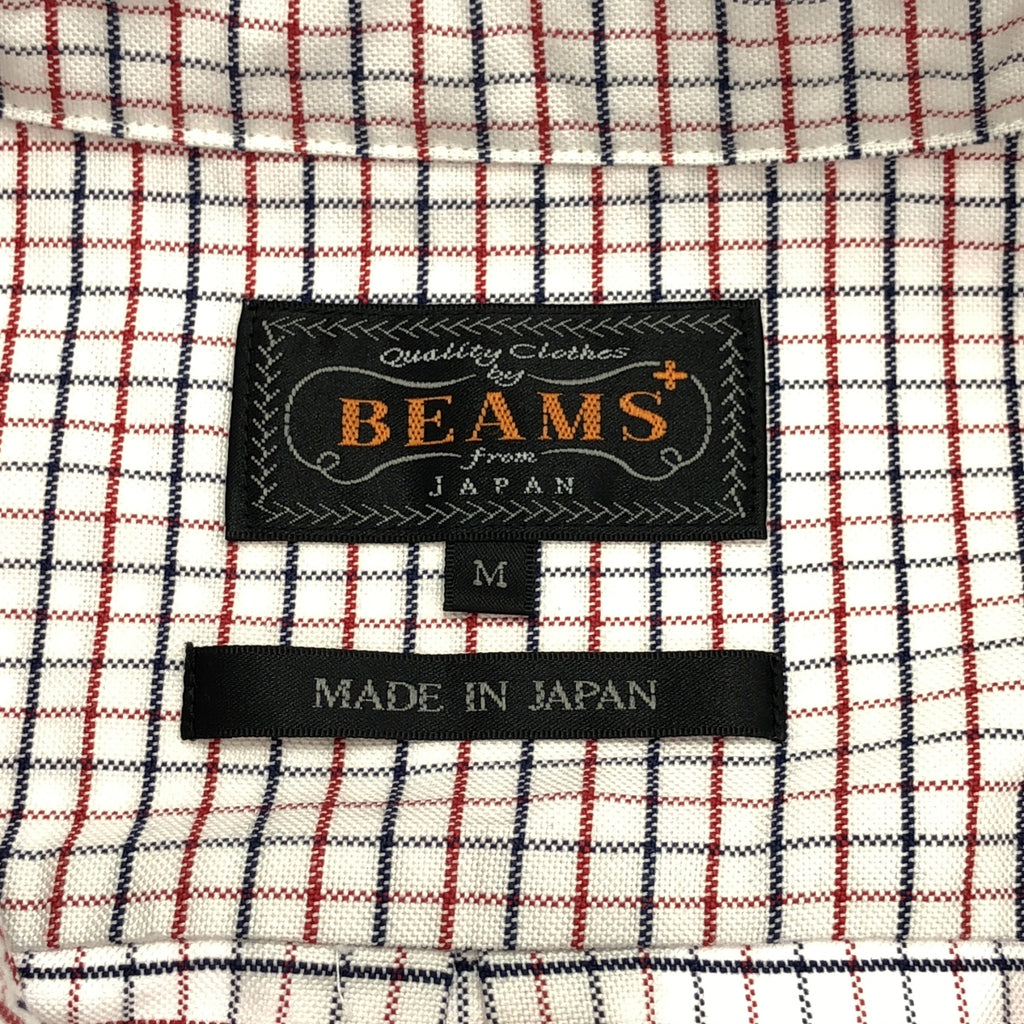 Quality Clothes
by
BEAMS+
from
JAPAN
M
MADE IN JAPAN